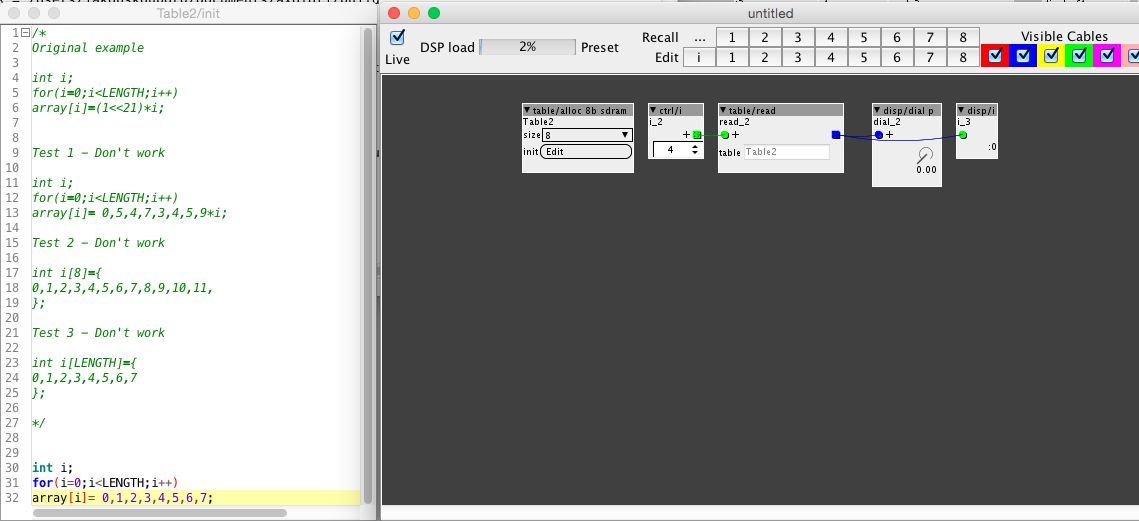 Table2/init
1 /*
2 Original example
3
4 int i;
5 for(i=0;i<LENGTH;i++)
6 array[i]=(1<<21)*i;
7
8
9 Test 1 – Don't work
10
11 int i;
12 for(i=0;i<LENGTH;i++)
13 array[i]= 0,5,4,7,3,4,5,9*i;
14
15 Test 2 – Don't work
16
17 int i[8]={
18 0,1,2,3,4,5,6,7,8,9,10,11,
19 };
20
21 Test 3 – Don't work
22
23 int i[LENGTH]={
24 0,1,2,3,4,5,6,7
25 };
26
27 */
28
29
30 int i;
31 for(i=0;i<LENGTH;i++)
32 array[i]= 0,1,2,3,4,5,6,7;
untitled
Live
DSP load 2% Preset
Recall ... 1 2 3 4 5 6 7 8
Edit i 1 2 3 4 5 6 7 8
Visible Cables
table/alloc 8b sdram
Table2
size 8
init Edit
ctrl/i
i_2
+
4
table/read
read_2
+
table Table2
disp/dial p
dial_2
+
0.00
disp/i
i_3
:0